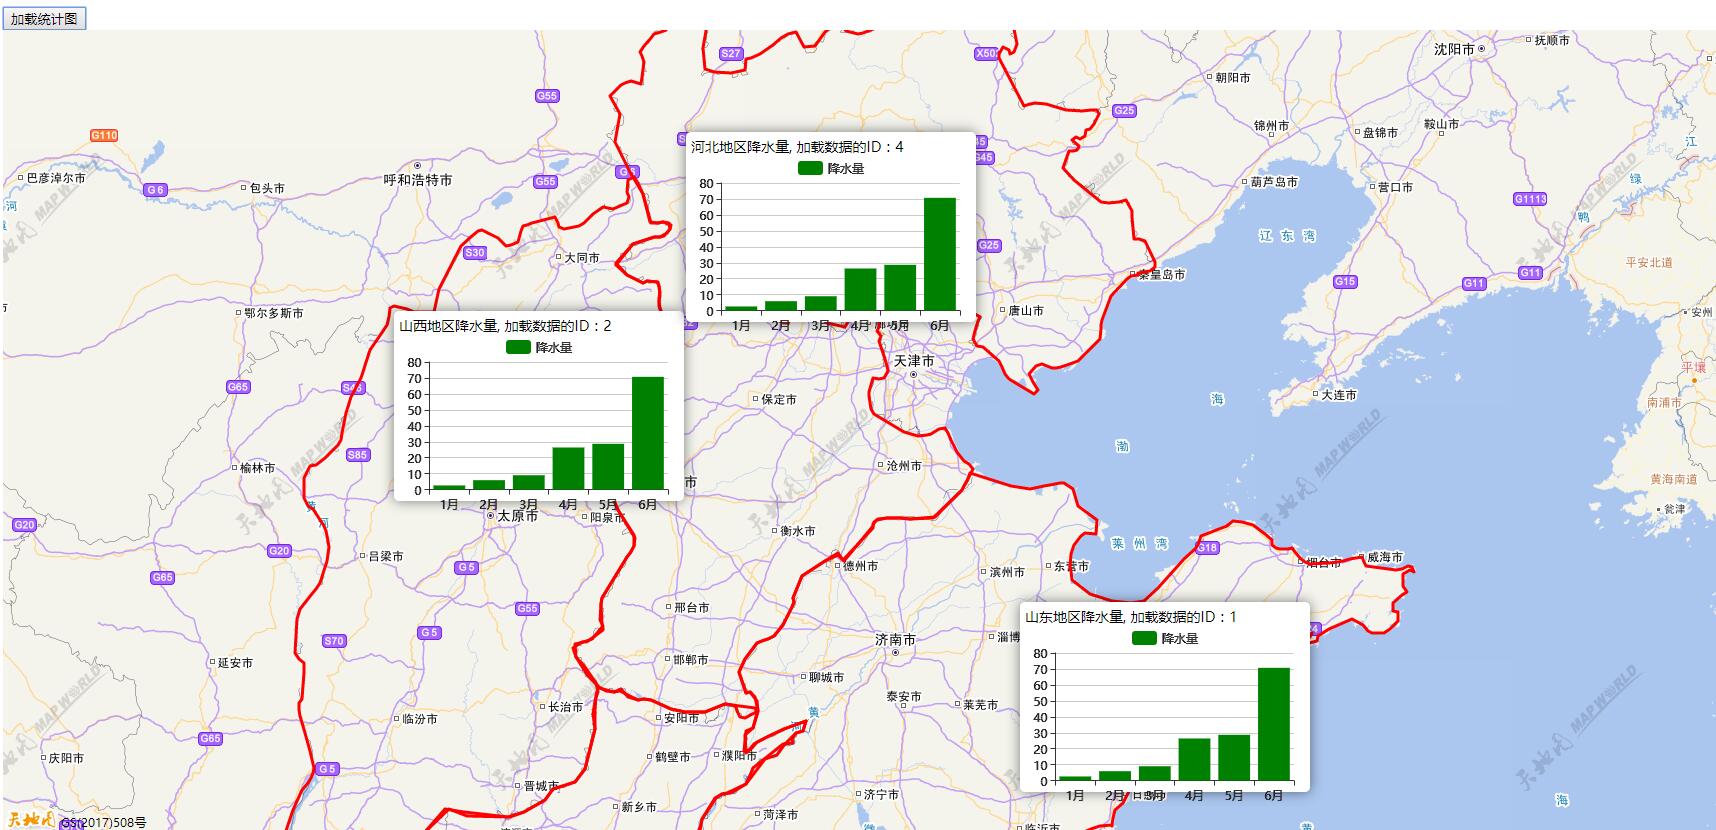 加载统计图
S27
X50
沈阳市
抚顺市
朝阳市
G55
G25
G110
锦州市
盘锦市
鞍山市
江
河北地区降水量, 加载数据的ID：4
降水量
80
70
60
50
40
30
20
10
0
1月
2月
3月
4月
5月
6月
45
G45
巴彦淖尔市
G6
包头市
呼和浩特市
G55
葫芦岛市
营口市
绿
G1113
鸭
河
S30
大同市
G25
辽 东 湾
平安北道
秦皇岛市
G15
G11
G11
鄂尔多斯市
唐山市
安州
山西地区降水量, 加载数据的ID：2
降水量
80
70
60
50
40
30
20
10
0
1月
2月
3月
4月
5月
6月
天津市
平壤
G65
保定市
海
大连市
南浦市
渤
S85
榆林市
沧州市
黄海南道
市
黄
河
瓮津
G20
太原市
阳泉市
衡水市
G20
吕梁市
莱 州 湾
G18
烟台市
威海市
G65
G5
德州市
滨州市
东营市
G55
邢台市
山东地区降水量, 加载数据的ID：1
降水量
80
70
60
50
40
30
20
10
0
1月
2月
3月
4月
5月
6月
S70
G5
济南市
淄博
延安市
邯郸市
聊城市
泰安市
莱芜市
长治市
临汾市
安阳市
黄
河
G65
庆阳市
鹤壁市
濮阳市
G5
晋城市
新乡市
济宁市
菏泽市
临沂市
海
黄
天地图
GS(2017)508号
MAP WORLD
天地图